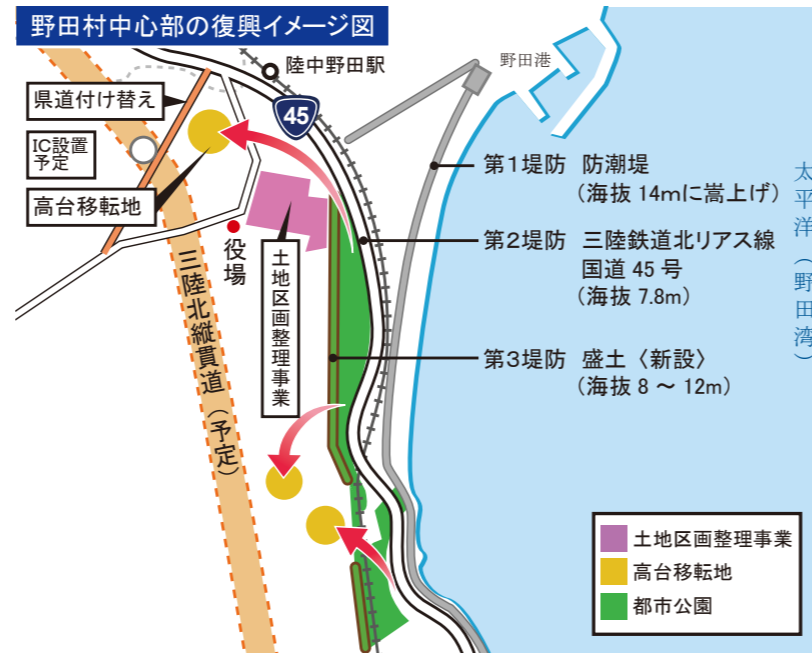 野田村中心部の復興イメージ図
陸中野田駅
野田港
県道付け替え
45
IC設置
予定
高台移転地
役場
土地区画整理事業
三陸北縦貫道(予定)
第1堤防 防潮堤
(海抜 14mに嵩上げ)
第2堤防 三陸鉄道北リアス線
国道 45 号
(海抜 7.8m)
第3堤防 盛土〈新設〉
(海抜 8 ～ 12m)
太平洋(野田湾)
土地区画整理事業
高台移転地
都市公園